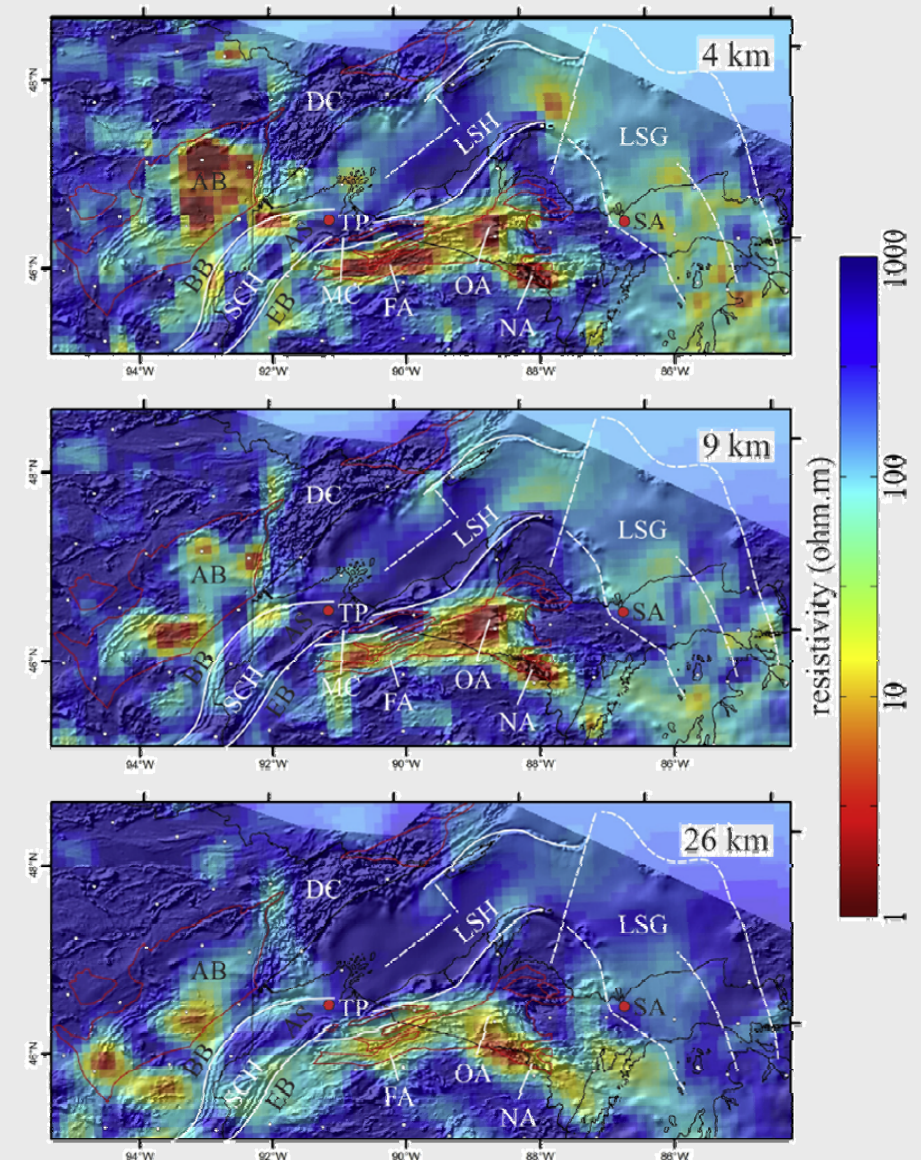 4 km
48°N
DC
LSH
LSG
AB
TP
SA
AS
46°N
BB
SCH
EB
MC
FA
OA
NA
94°W 92°W 90°W 88°W 86°W
9 km
48°N
DC
LSH
LSG
AB
TP
SA
AS
46°N
BB
SCH
EB
MC
FA
OA
NA
94°W 92°W 90°W 88°W 86°W
26 km
48°N
DC
LSH
LSG
AB
TP
SA
AS
46°N
BB
SCH
EB
FA
OA
NA
94°W 92°W 90°W 88°W 86°W
1000
100
10
1
resistivity (ohm.m)